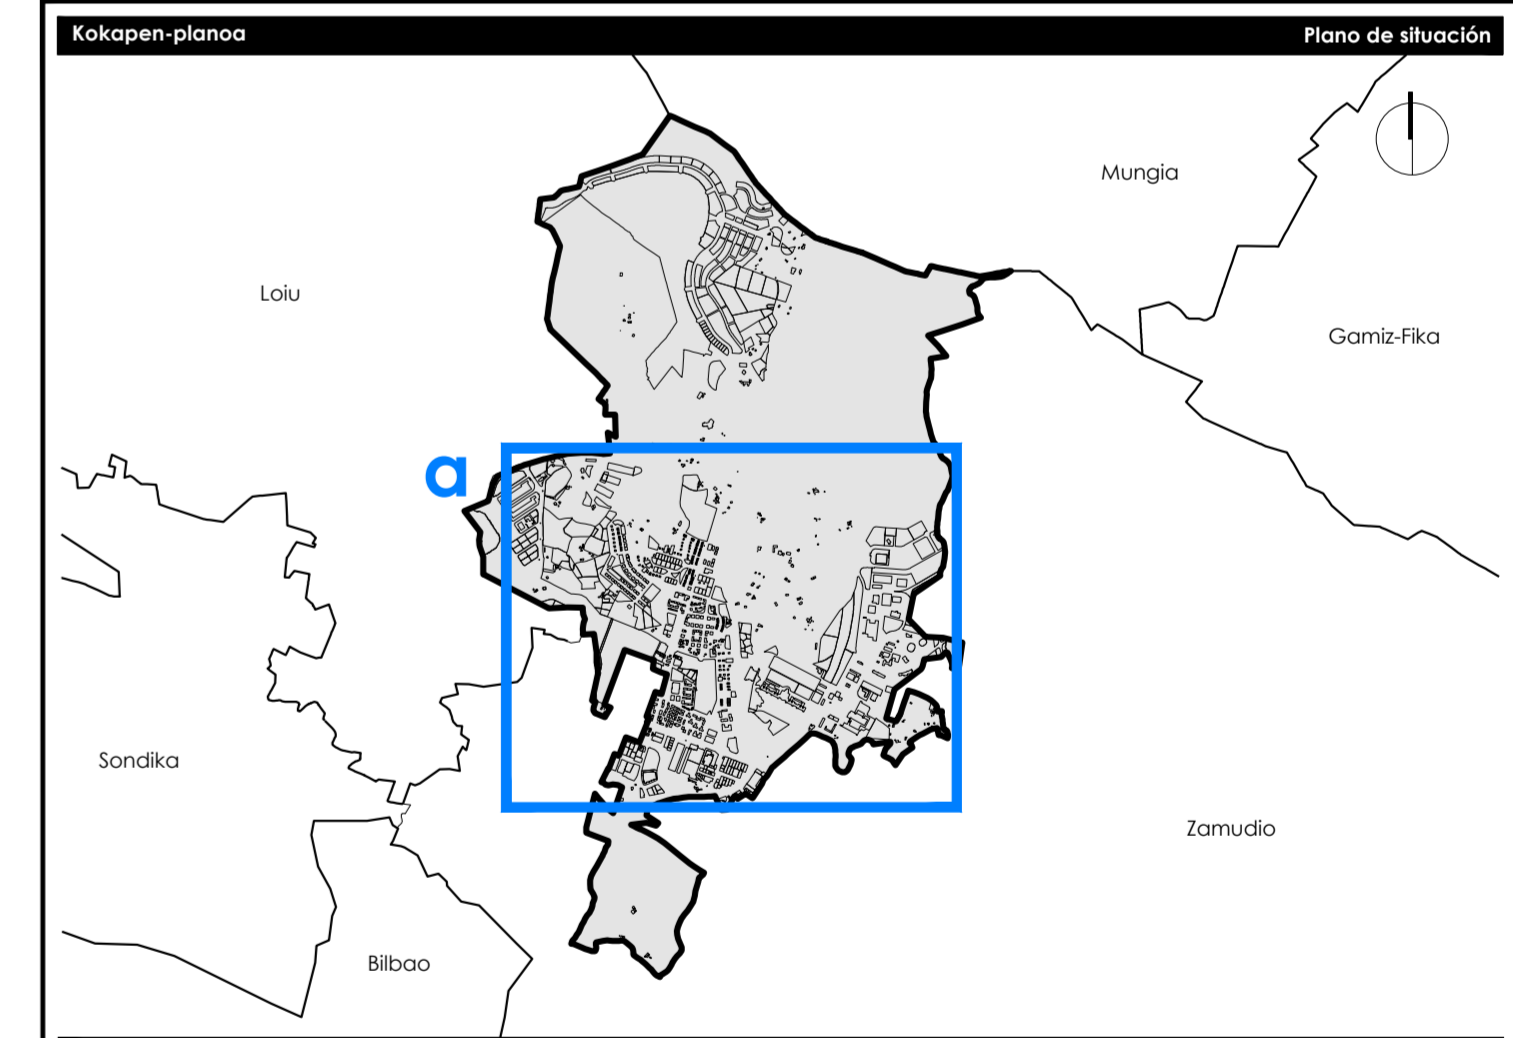 Kokapen-planoa
Plano de situación
Mungia
Loiu
Gamiz-Fika
a
Sondika
Zamudio
Bilbao